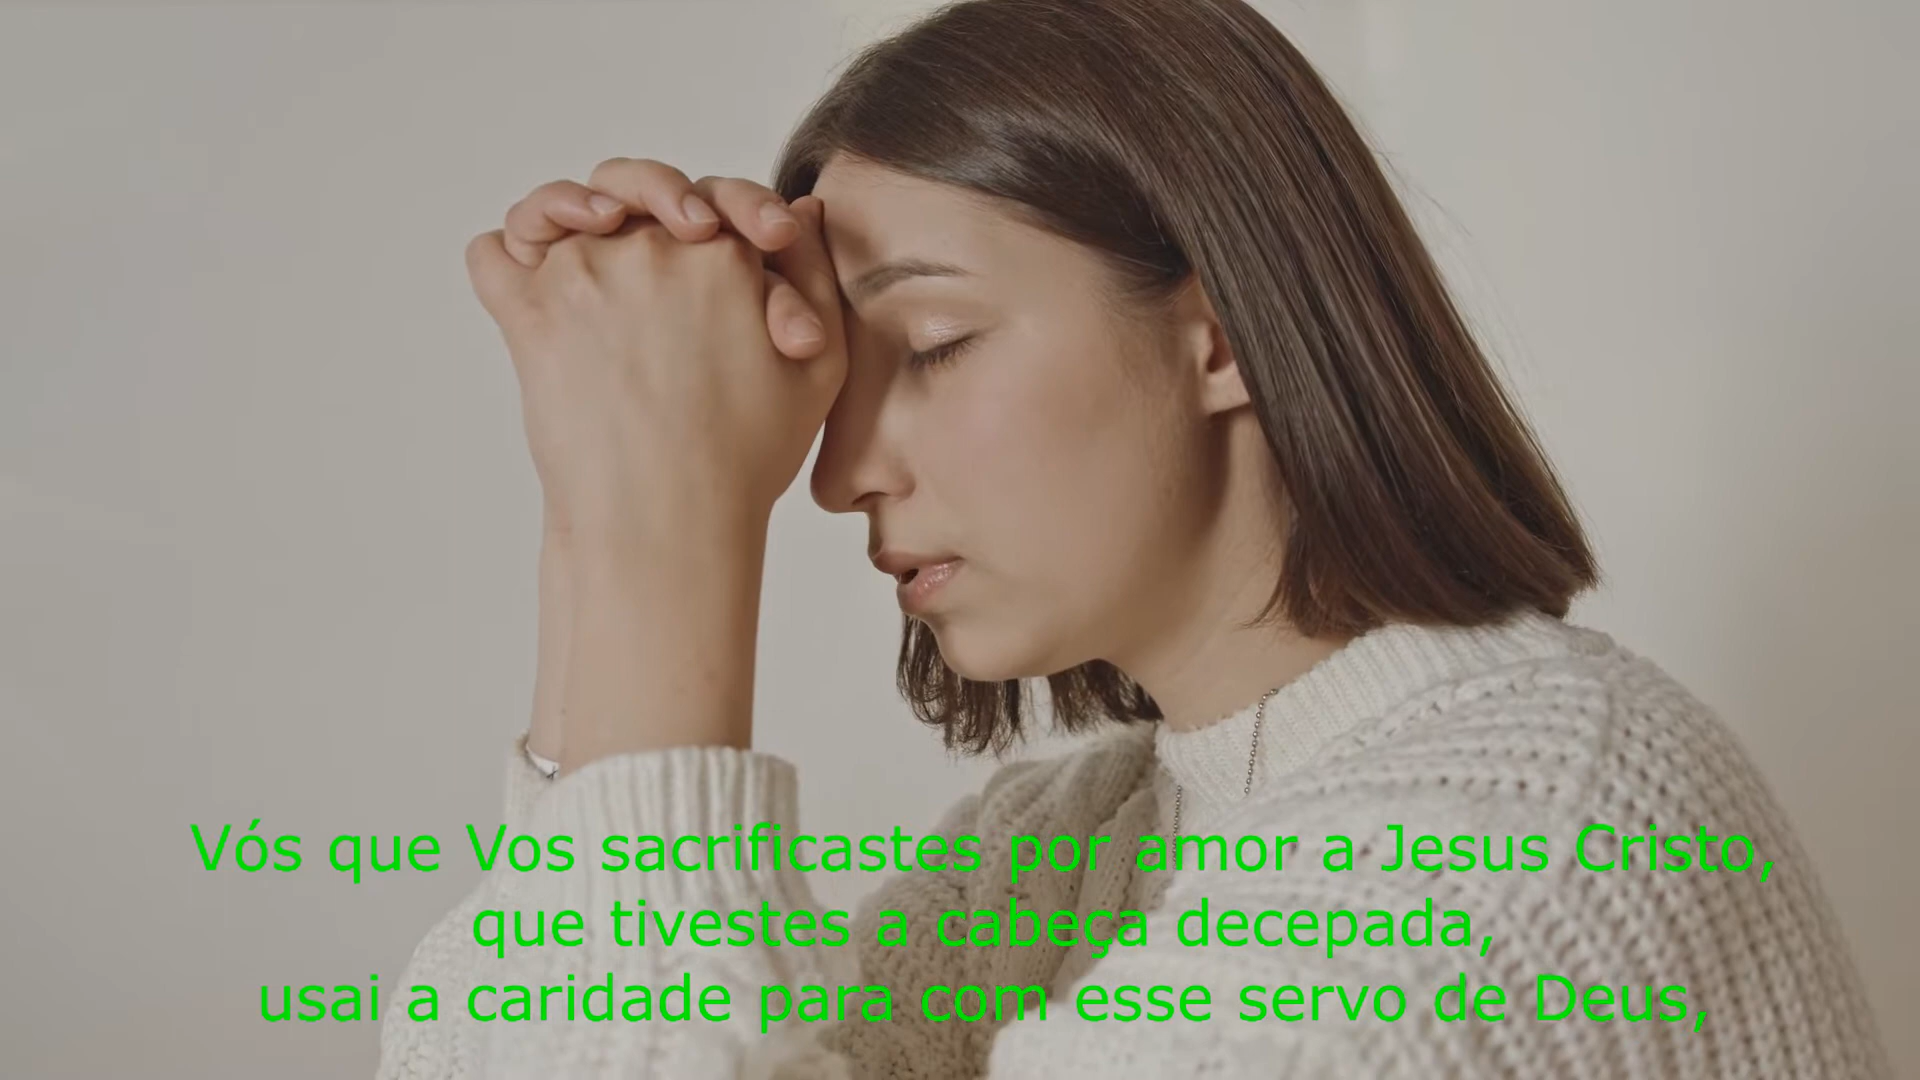 Vós que Vos sacrificastes por amor a Jesus Cristo,
que tivestes a cabeça decepada,
usai a caridade para com esse servo de Deus,